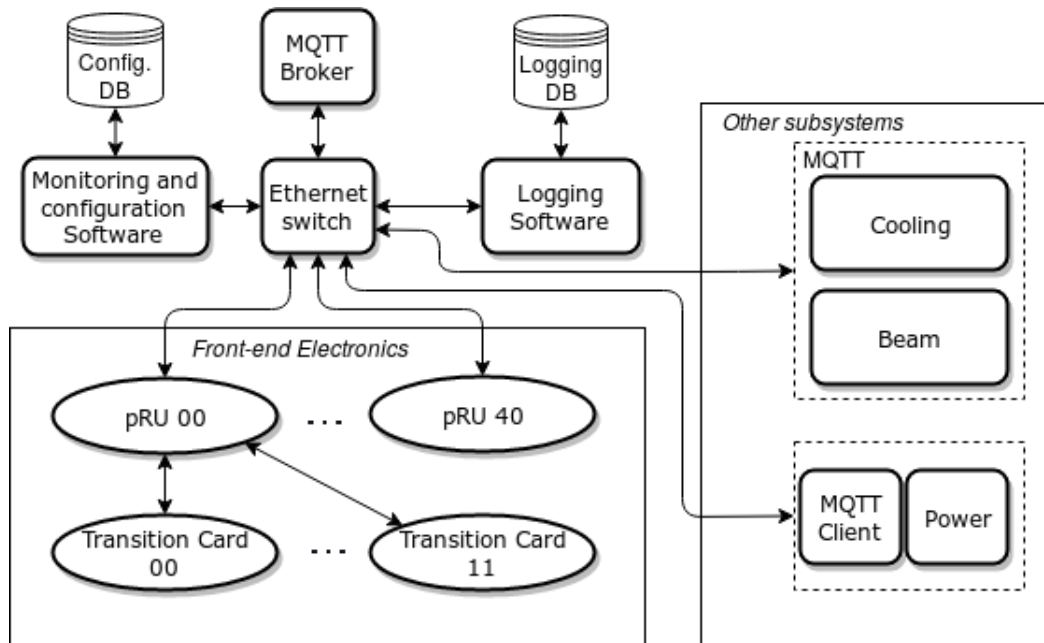 Config.
DB
MQTT
Broker
Logging
DB
Monitoring and
configuration
Software
Ethernet
switch
Logging
Software
Other subsystems
MQTT
Cooling
Beam
MQTT
Client
Power
Front-end Electronics
pRU 00
...
pRU 40
Transition Card
00
...
Transition Card
11